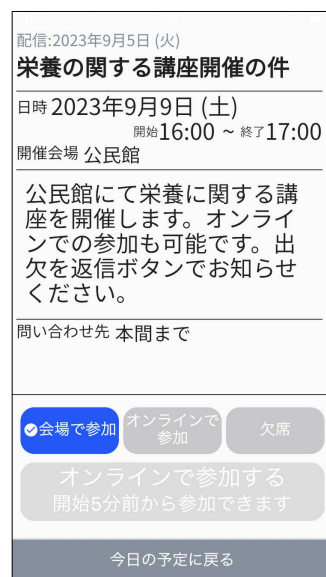 配信:2023年9月5日 (火)
栄養の関する講座開催の件
日時 2023年9月9日 (土)
開始16:00 ~ 終了17:00
開催会場 公民館
公民館にて栄養に関する講
座を開催します。オンライ
ンでの参加も可能です。出
欠を返信ボタンでお知らせ
ください。
問い合わせ先 本間まで
会場で参加
オンラインで
参加
欠席
オンラインで参加する
開始5分前から参加できます
今日の予定に戻る